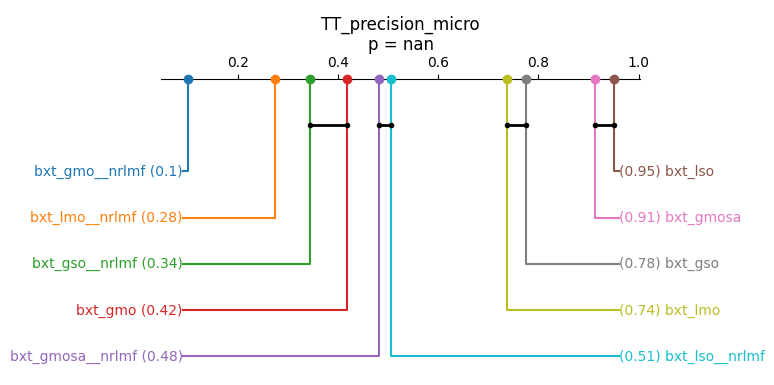 TT_precision_micro
p = nan
0.2 0.4 0.6 0.8 1.0
bxt_gmo__nrlmf (0.1) (0.95) bxt_lso
bxt_lmo__nrlmf (0.28) (0.91) bxt_gmosa
bxt_gso__nrlmf (0.34) (0.78) bxt_gso
bxt_gmo (0.42) (0.74) bxt_lmo
bxt_gmosa__nrlmf (0.48) (0.51) bxt_lso__nrlmf